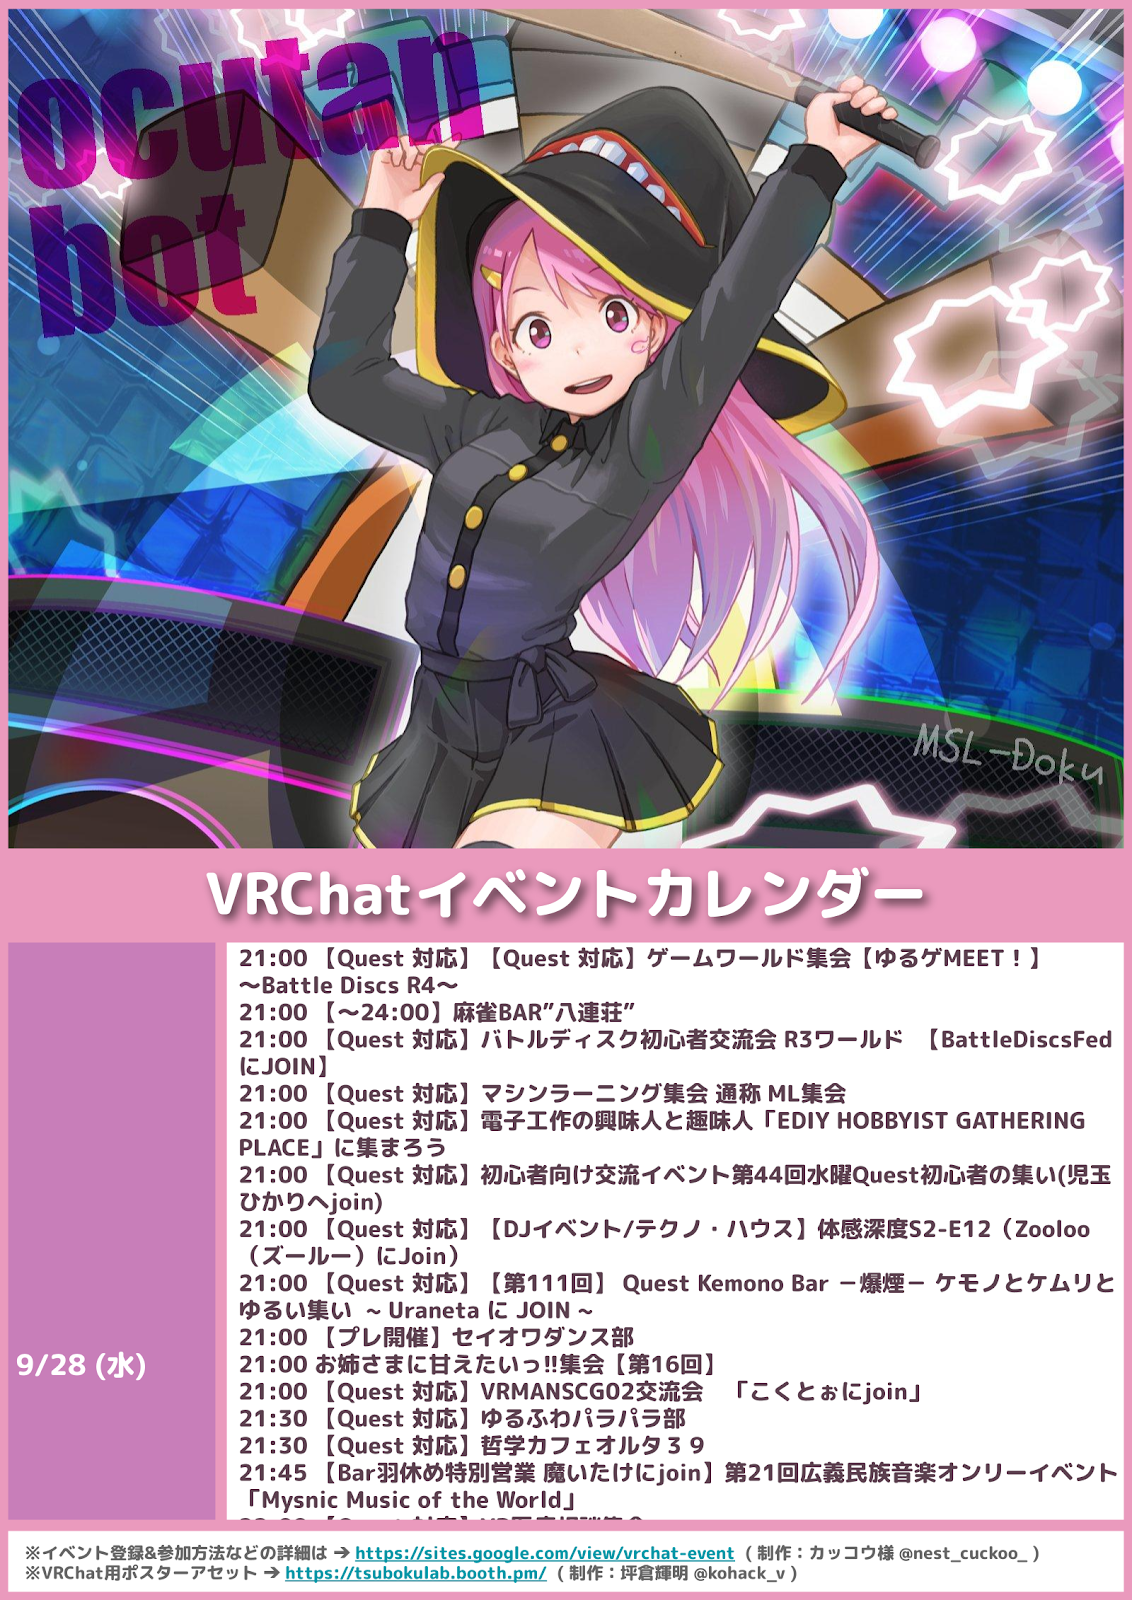 ocutan
bot
MSL-Doku
VRChatイベントカレンダー
9/28 (水)
21:00 【Quest 対応】【Quest 対応】ゲームワールド集会【ゆるゲMEET！】
～Battle Discs R4～
21:00 【～24:00】麻雀BAR”八連荘”
21:00 【Quest 対応】バトルディスク初心者交流会 R3ワールド　【BattleDiscsFed
にJOIN】
21:00 【Quest 対応】マシンラーニング集会 通称 ML集会
21:00 【Quest 対応】電子工作の興味人と趣味人「EDIY HOBBYIST GATHERING
PLACE」に集まろう
21:00 【Quest 対応】初心者向け交流イベント第44回水曜Quest初心者の集い(児玉
ひかりへjoin)
21:00 【Quest 対応】【DJイベント/テクノ・ハウス】体感深度S2-E12（Zooloo
（ズールー）にJoin）
21:00 【Quest 対応】【第111回】 Quest Kemono Bar －爆煙－ ケモノとケムリと
ゆるい集い ~ Uraneta に JOIN ~
21:00 【プレ開催】セイオワダンス部
21:00 お姉さまに甘えたいっ!!集会【第16回】
21:00 【Quest 対応】VRMANSCG02交流会　「こくとぉにjoin」
21:30 【Quest 対応】ゆるふわパラパラ部
21:30 【Quest 対応】哲学カフェオルタ３９
21:45 【Bar羽休め特別営業 魔いたけにjoin】第21回広義民族音楽オンリーイベント
「Mysnic Music of the World」
※イベント登録&参加方法などの詳細は → https://sites.google.com/view/vrchat-event ( 制作：カッコウ様 @nest_cuckoo_ )
※VRChat用ポスターアセット → https://tsubokulab.booth.pm/ ( 制作：坪倉輝明 @kohack_v )